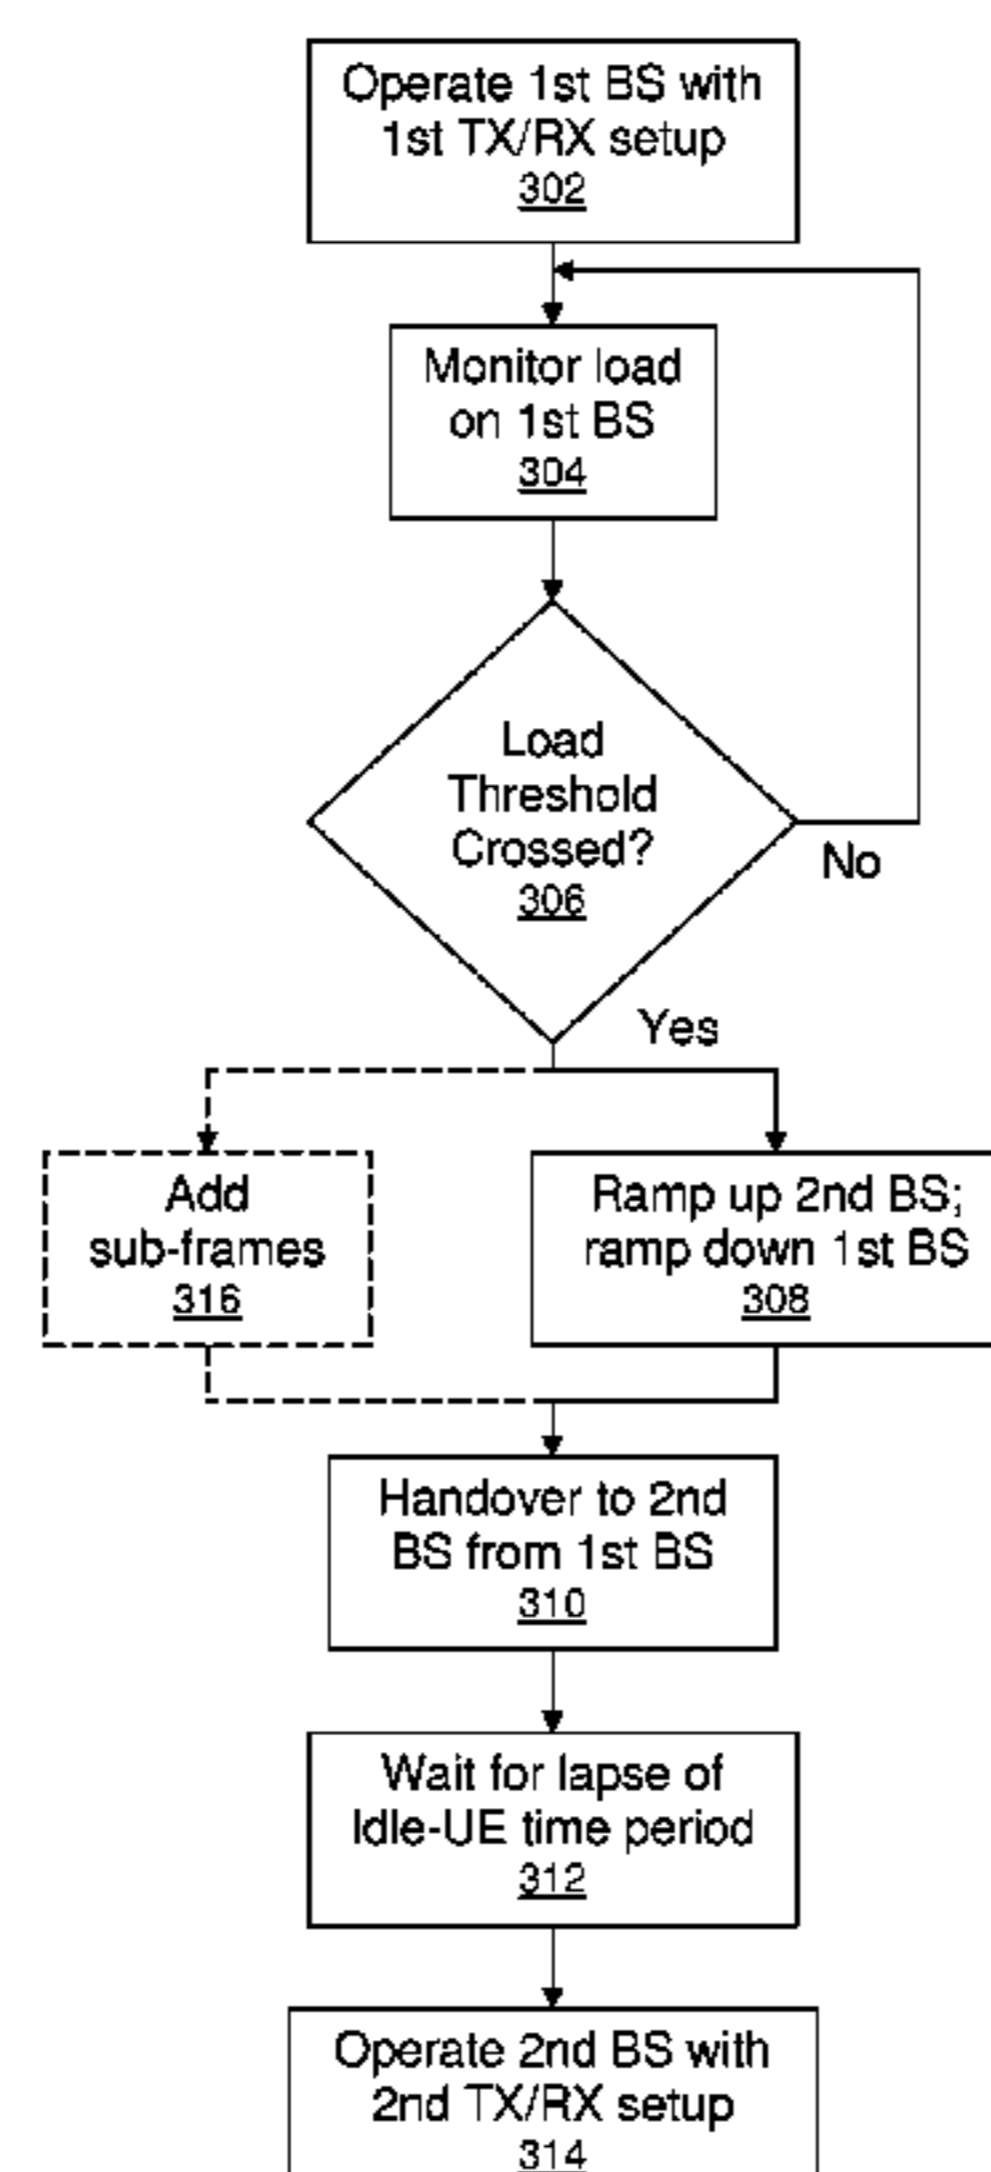 Operate 1st BS with
1st TX/RX setup
302
Monitor load
on 1st BS
304
Load
Threshold
Crossed?
306
No
Yes
Add
sub-frames
316
Ramp up 2nd BS;
ramp down 1st BS
308
Handover to 2nd
BS from 1st BS
310
Wait for lapse of
Idle-UE time period
312
Operate 2nd BS with
2nd TX/RX setup
314